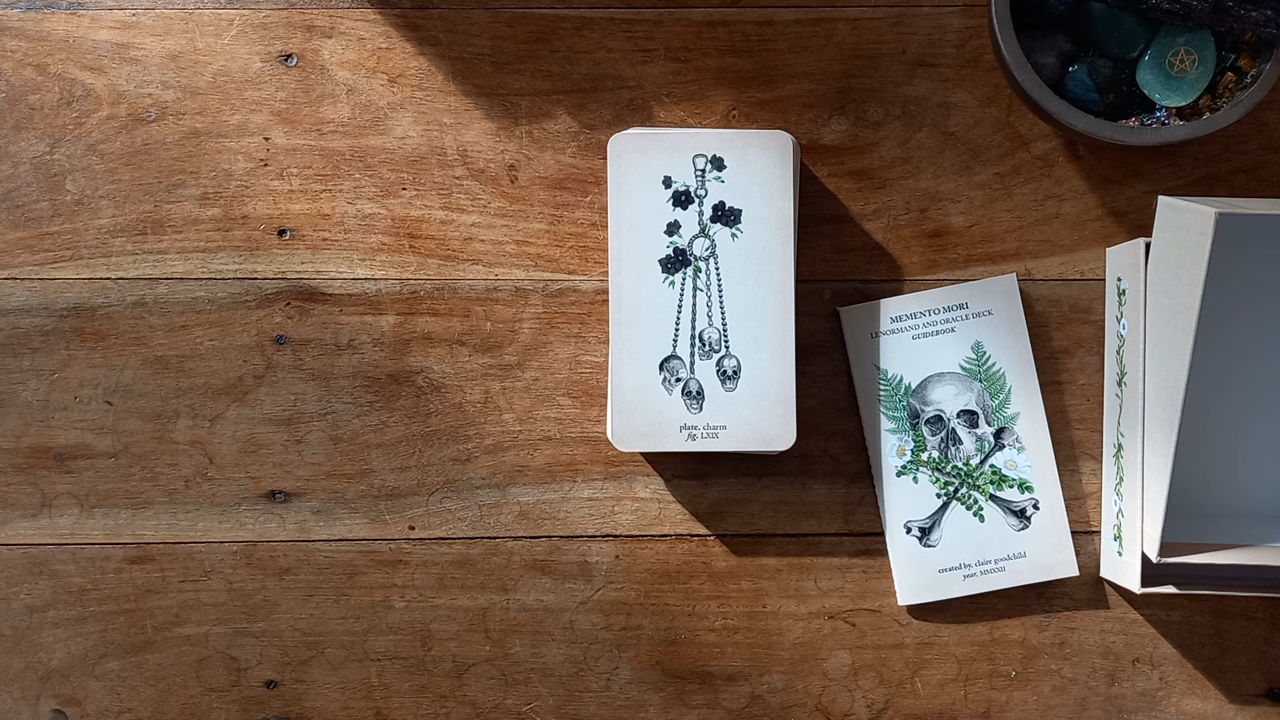 plate. charm
fig. LXIX
MEMENTO MORI
LENORMAND AND ORACLE DECK
GUIDEBOOK
created by. claire goodchild
year. MMXXII